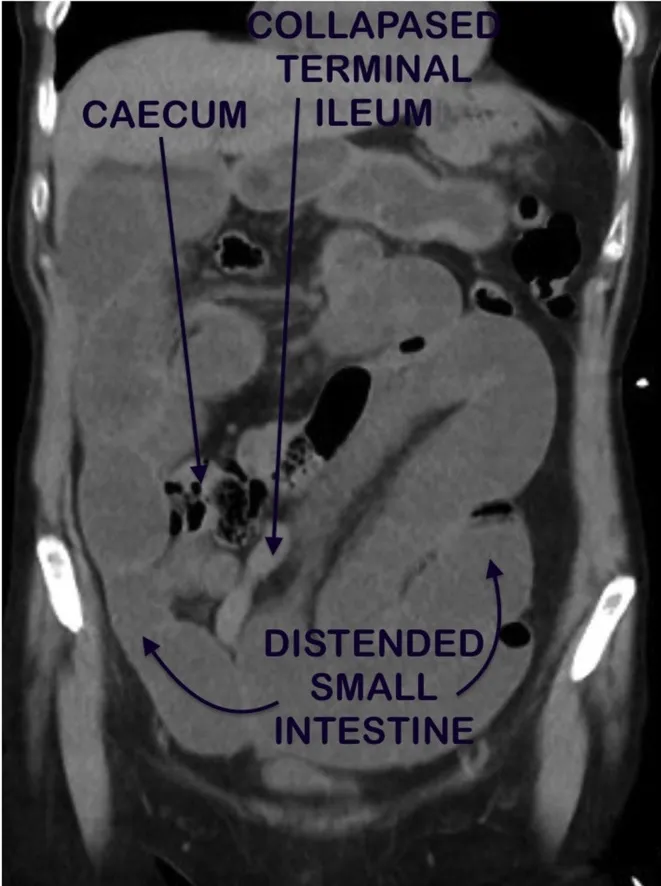 COLLAPASED
TERMINAL
ILEUM
CAECUM
DISTENDED
SMALL
INTESTINE